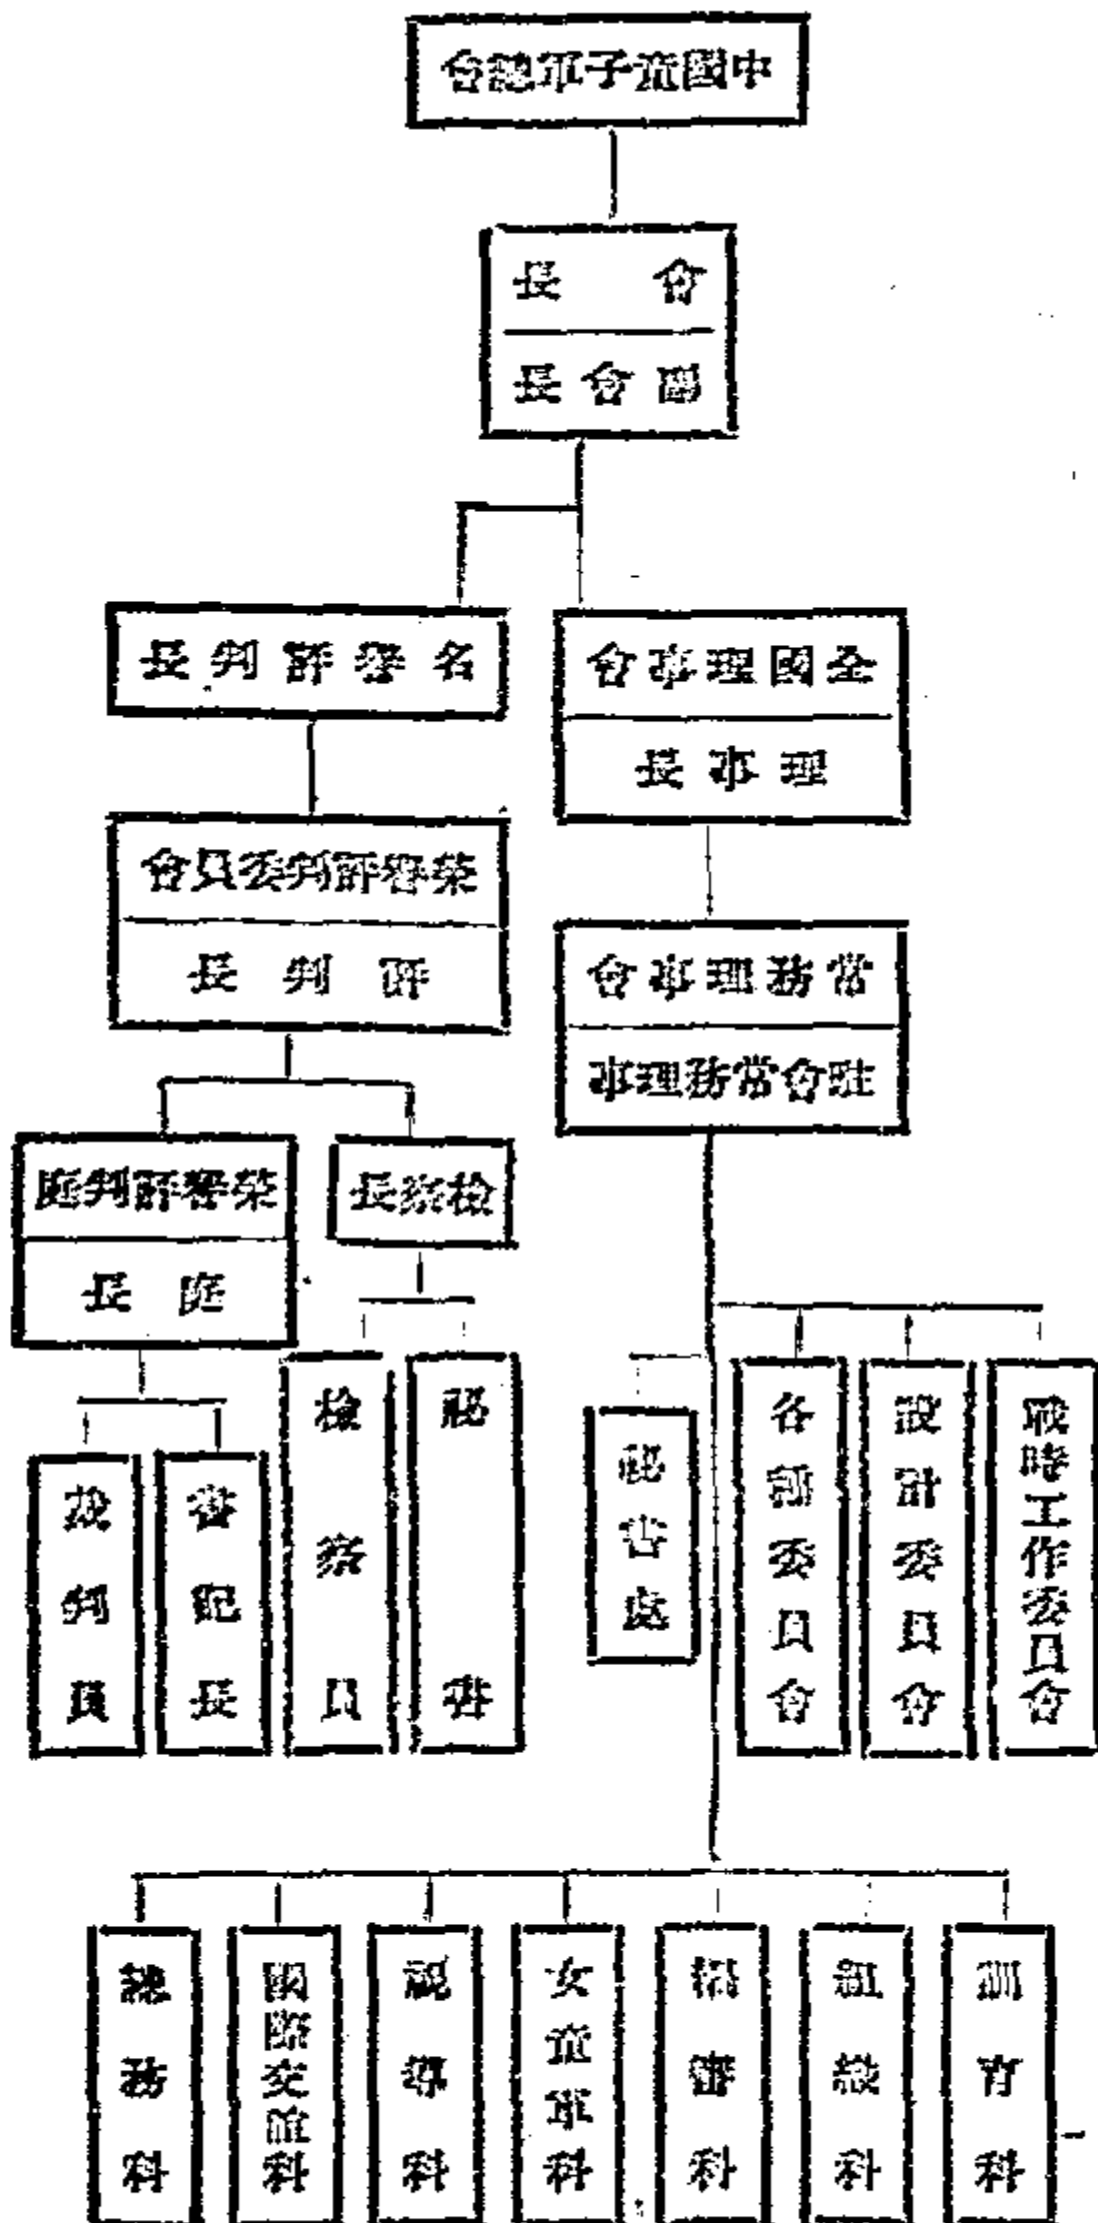 中國童子軍總會
會長
副會長
名譽評判長
全國理事會
理事長
榮譽評判委員會
評判長
常務理事會
駐會常務理事
榮譽評判庭
庭長
檢察長
戰時工作委員會
設計委員會
各部委員會
秘書處
秘書
檢察員
書記長
裁判員
訓育科
組織科
編審科
女童軍科
視導科
國際交誼科
總務科